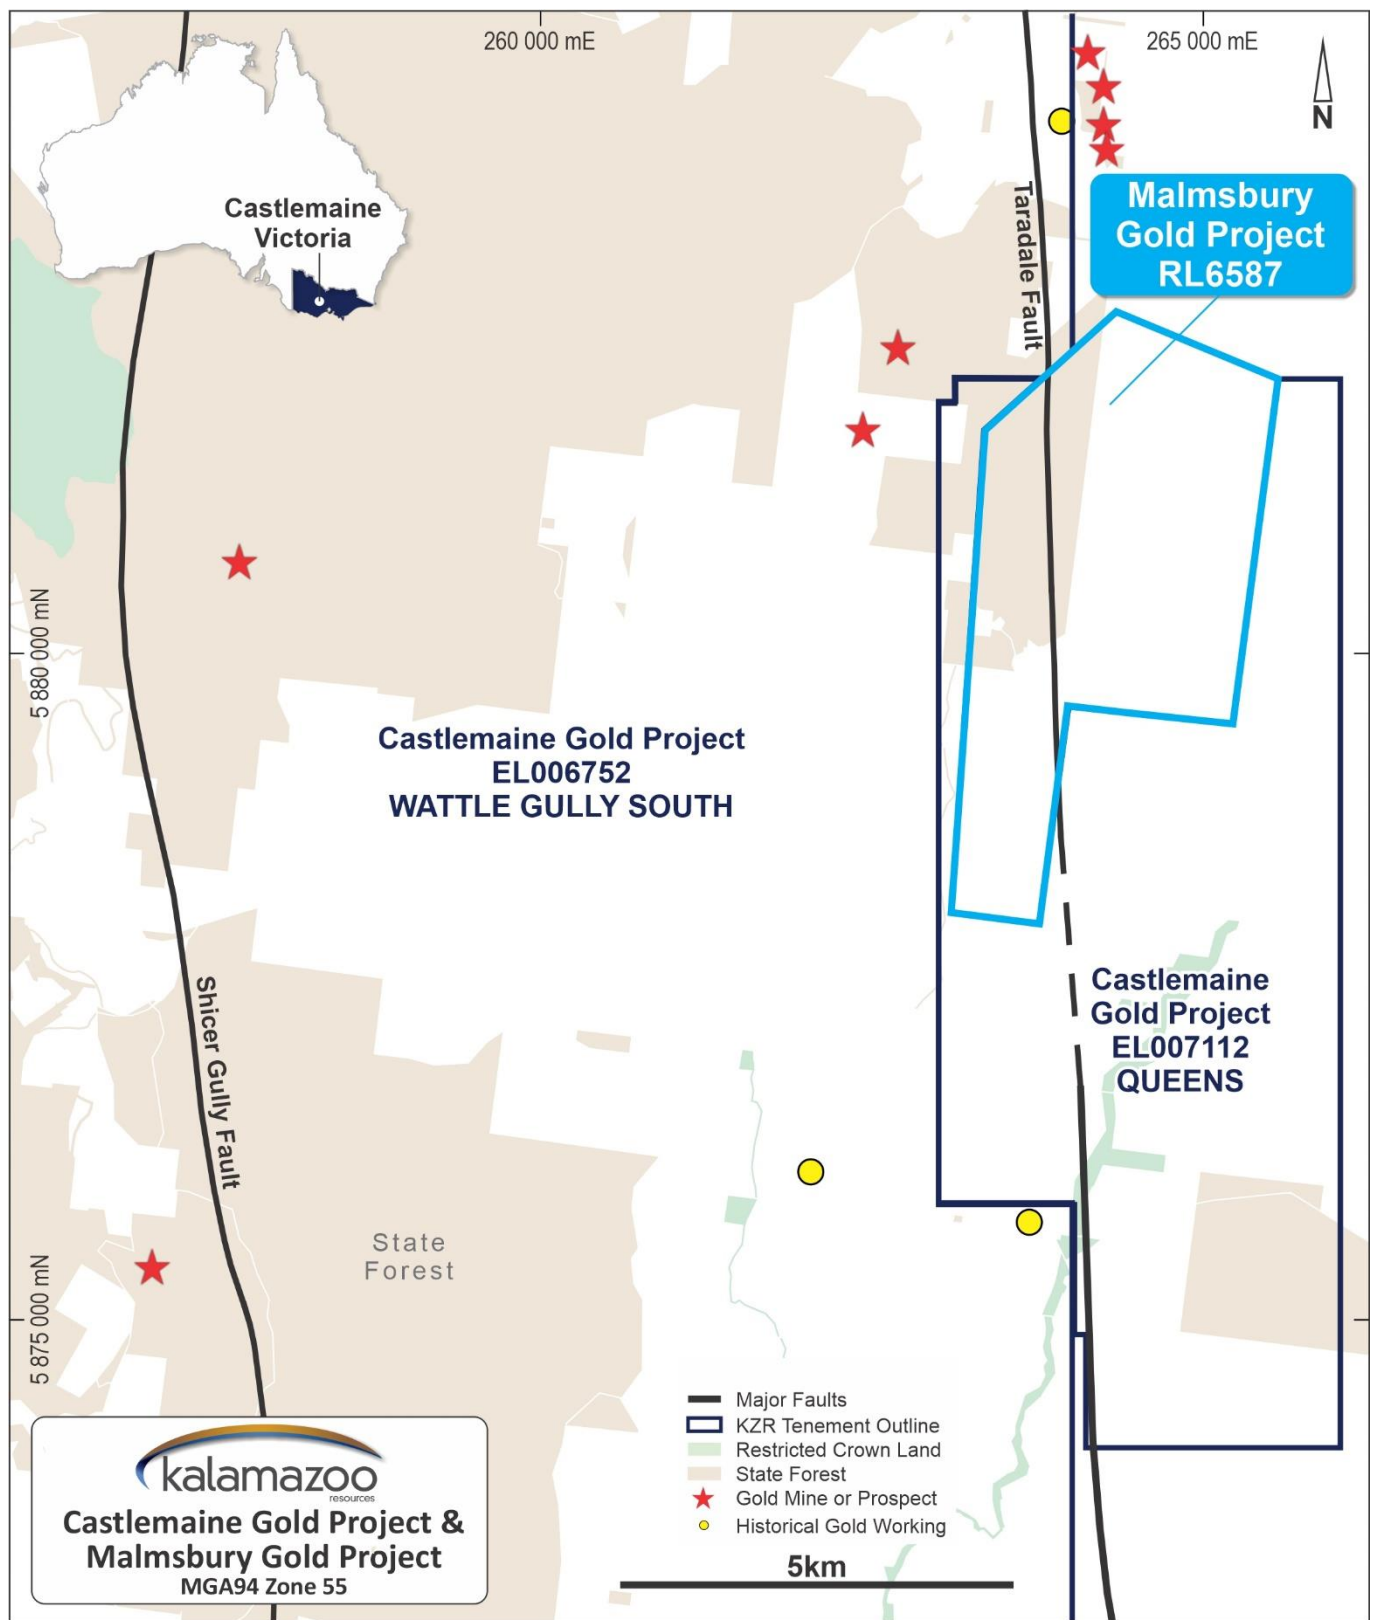 260 000 mE
265 000 mE
N
Castlemaine
Victoria
Malmsbury
Gold Project
RL6587
Taradale Fault
5 880 000 mN
Castlemaine Gold Project
EL006752
WATTLE GULLY SOUTH
Castlemaine
Gold Project
EL007112
QUEENS
Shicer Gully Fault
State
Forest
5 875 000 mN
Major Faults
KZR Tenement Outline
Restricted Crown Land
State Forest
Gold Mine or Prospect
Historical Gold Working
5km
kalamazoo
resources
Castlemaine Gold Project &
Malmsbury Gold Project
MGA94 Zone 55